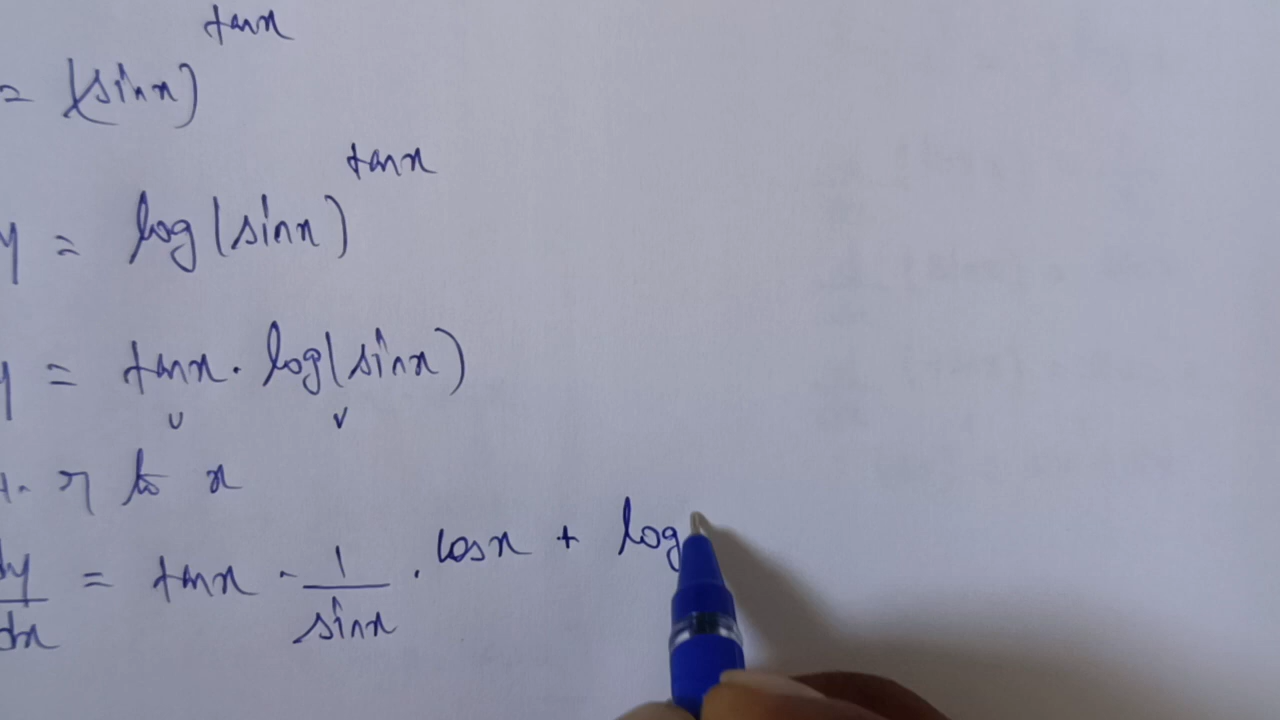 = (sinx)^tanx
y = log(sinx)^tanx
y = tanx. log(sinx)
u v
to x
dy/dx = tanx . 1/sinx . cosx + log